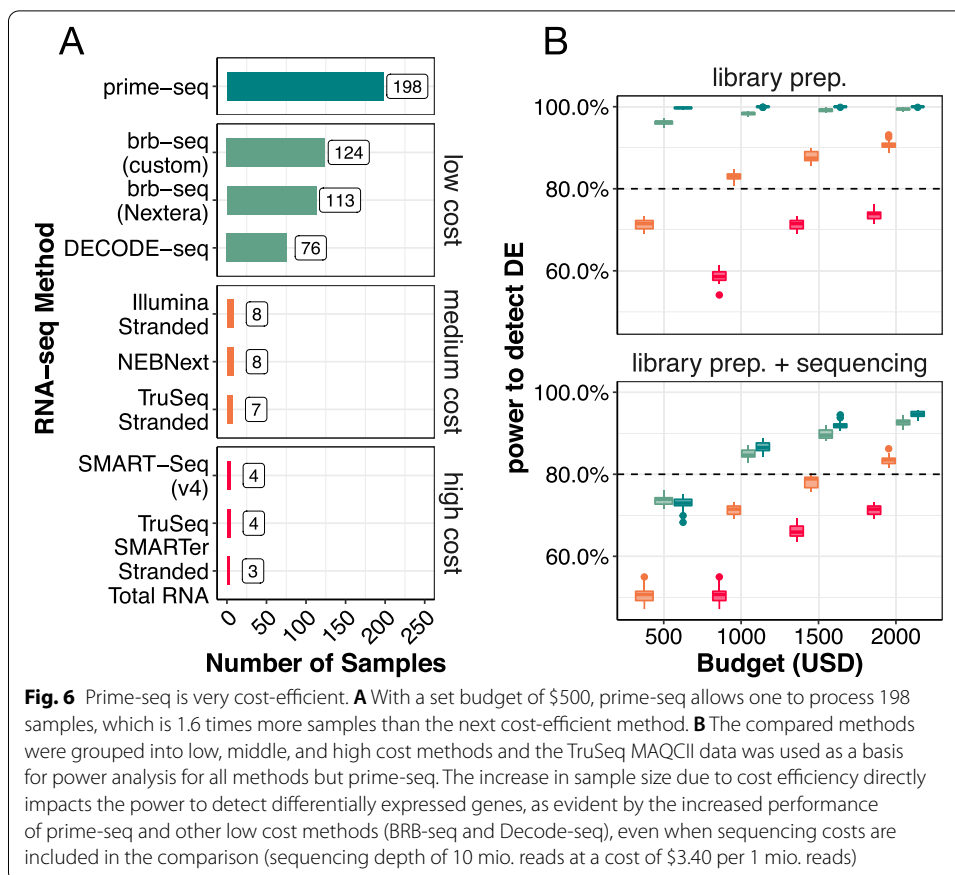 A
RNA−seq Method
prime−seq
198
brb−seq
(custom)
124
brb−seq
(Nextera)
113
DECODE−seq
76
low cost
Illumina
Stranded
8
NEBNext
8
TruSeq
Stranded
7
medium cost
SMART−Seq
(v4)
4
TruSeq
4
SMARTer
Stranded
Total RNA
3
high cost
0
50
100
150
200
250
Number of Samples
B
power to detect DE
library prep.
100.0%
80.0%
60.0%
library prep. + sequencing
100.0%
80.0%
60.0%
500
1000
1500
2000
Budget (USD)
Fig. 6 Prime-seq is very cost-efficient. A With a set budget of $500, prime-seq allows one to process 198
samples, which is 1.6 times more samples than the next cost-efficient method. B The compared methods
were grouped into low, middle, and high cost methods and the TruSeq MAQCII data was used as a basis
for power analysis for all methods but prime-seq. The increase in sample size due to cost efficiency directly
impacts the power to detect differentially expressed genes, as evident by the increased performance
of prime-seq and other low cost methods (BRB-seq and Decode-seq), even when sequencing costs are
included in the comparison (sequencing depth of 10 mio. reads at a cost of $3.40 per 1 mio. reads)